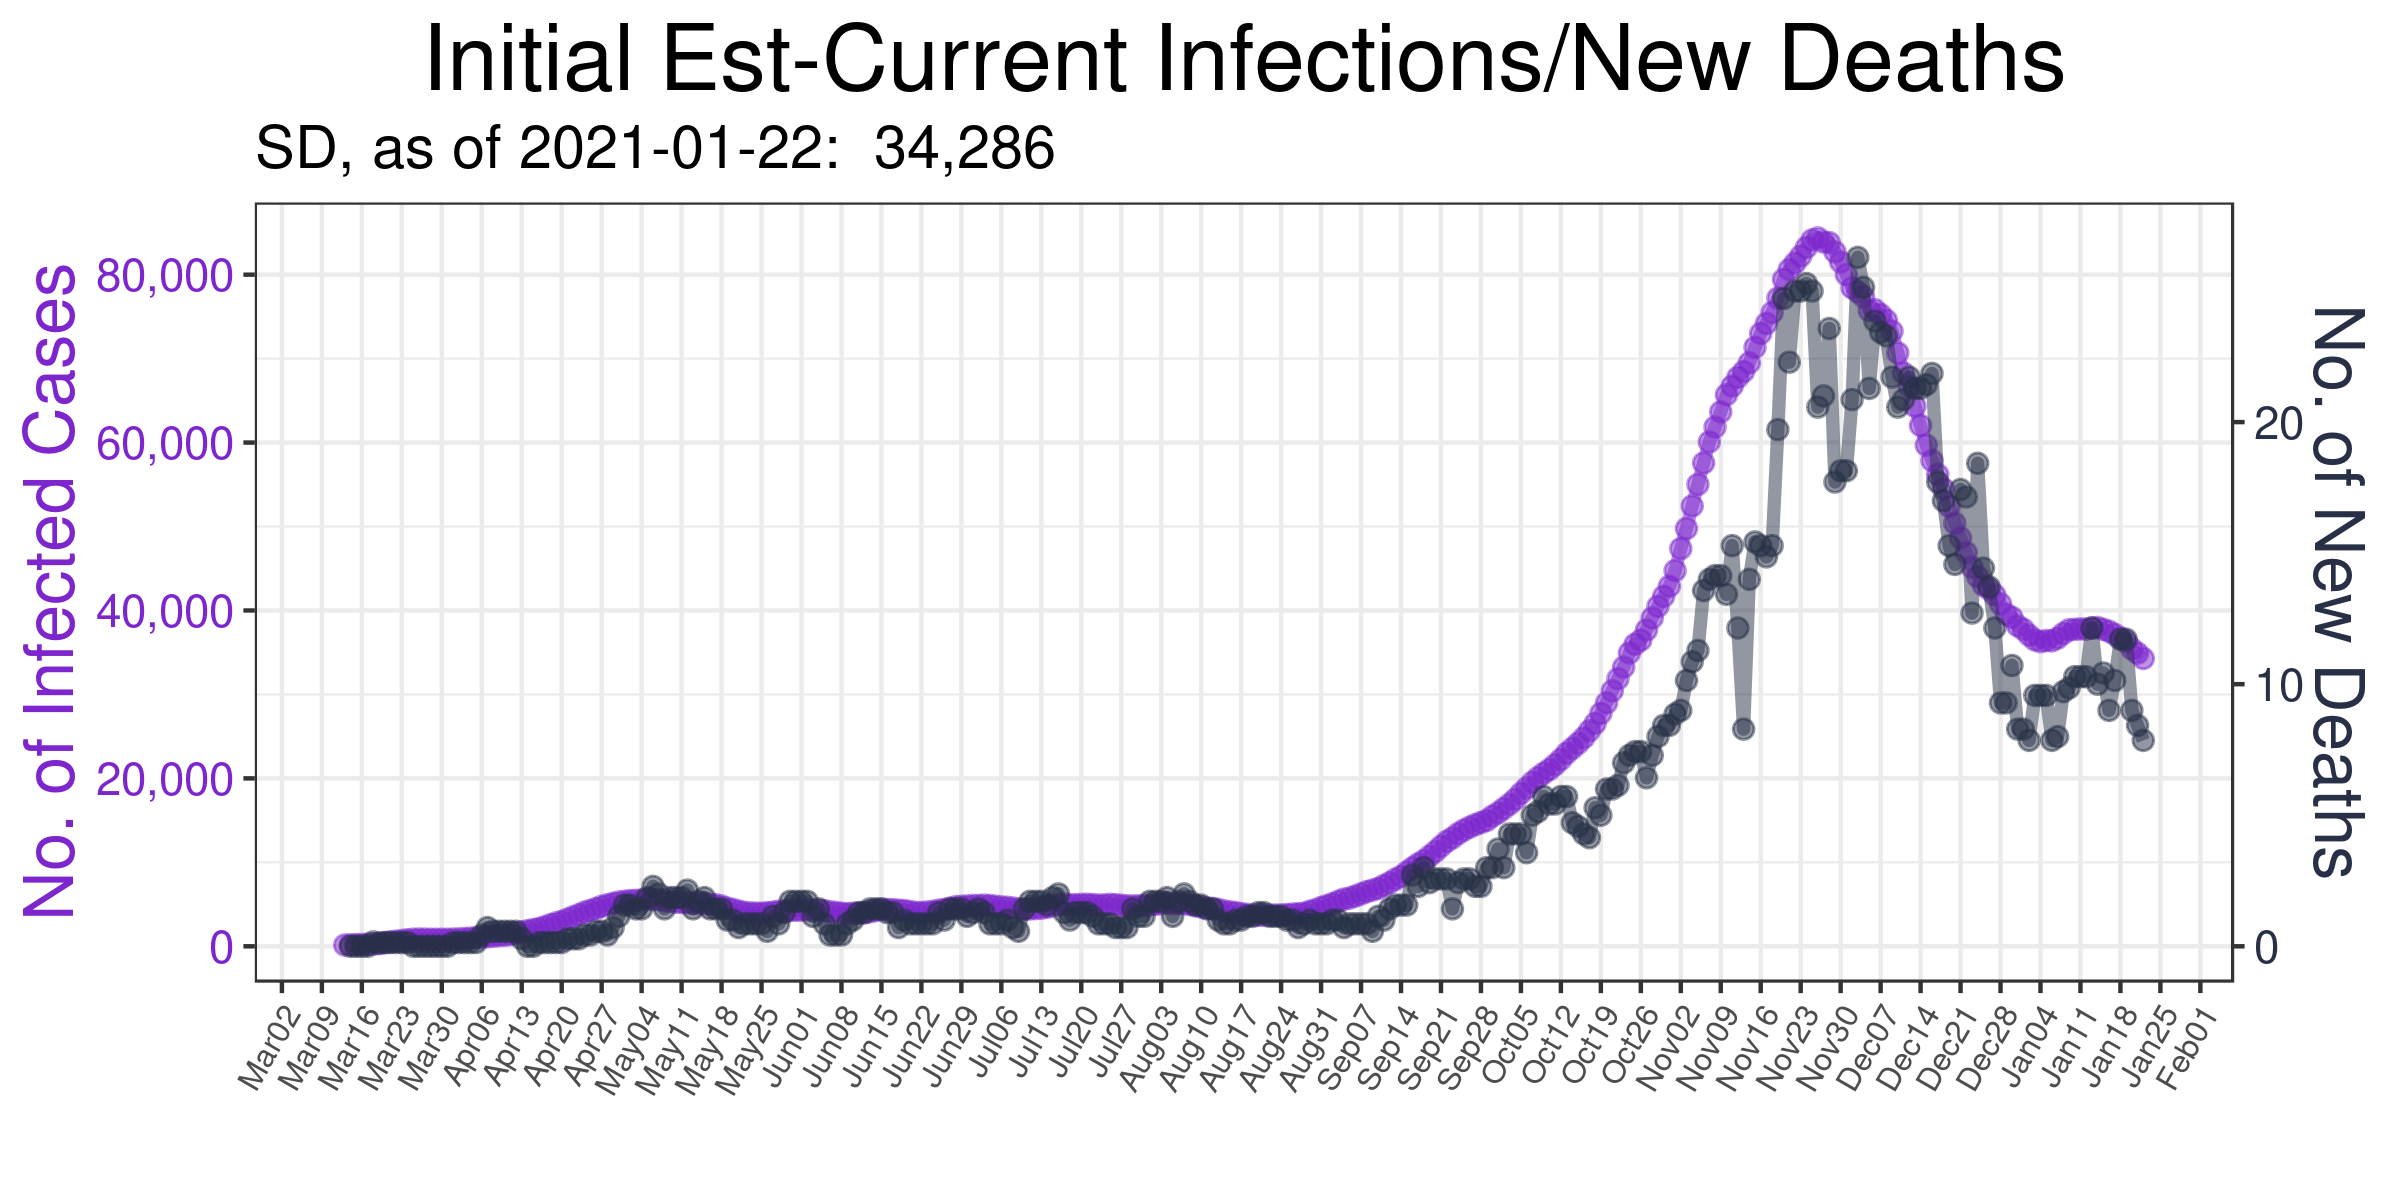 Initial Est-Current Infections/New Deaths
SD, as of 2021-01-22:  34,286
No. of Infected Cases
80,000
60,000
40,000
20,000
0
No. of New Deaths
20
10
0
Mar02
Mar09
Mar16
Mar23
Mar30
Apr06
Apr13
Apr20
Apr27
May04
May11
May18
May25
Jun01
Jun08
Jun15
Jun22
Jun29
Jul06
Jul13
Jul20
Jul27
Aug03
Aug10
Aug17
Aug24
Aug31
Sep07
Sep14
Sep21
Sep28
Oct05
Oct12
Oct19
Oct26
Nov02
Nov09
Nov16
Nov23
Nov30
Dec07
Dec14
Dec21
Dec28
Jan04
Jan11
Jan18
Jan25
Feb01